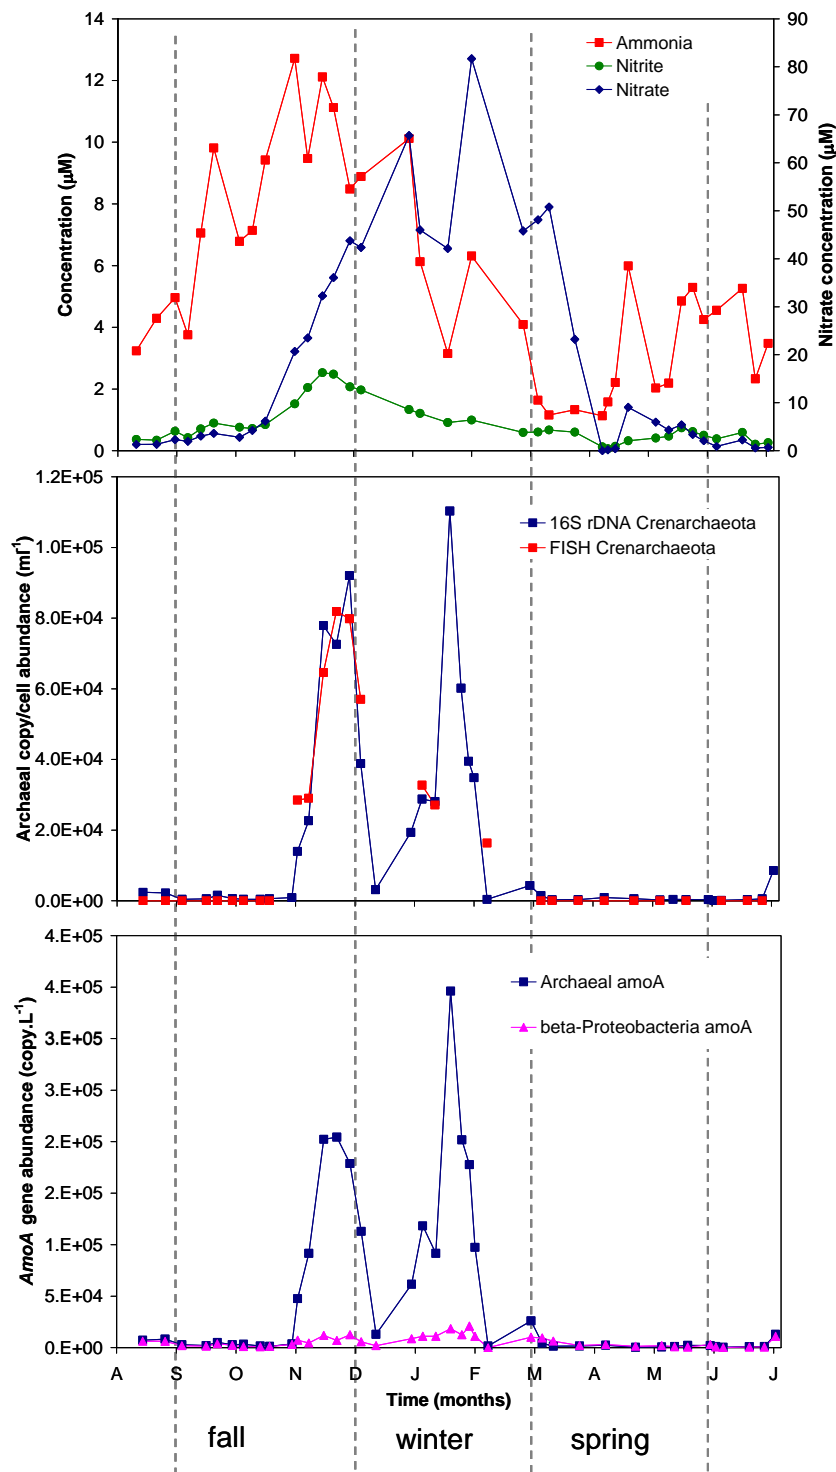 14
12
10
8
6
4
2
0
Concentration (μM)
90
80
70
60
50
40
30
20
10
0
Nitrate concentration (μM)
Ammonia
Nitrite
Nitrate
1.2E+05
1.0E+05
8.0E+04
6.0E+04
4.0E+04
2.0E+04
0.0E+00
Archaeal copy/cell abundance (ml⁻¹)
16S rDNA Crenarchaeota
FISH Crenarchaeota
4.E+05
4.E+05
3.E+05
3.E+05
2.E+05
2.E+05
1.E+05
5.E+04
0.E+00
AmoA gene abundance (copy.L⁻¹)
Archaeal amoA
beta-Proteobacteria amoA
A S O N D J F M A M J J
Time (months)
fall winter spring